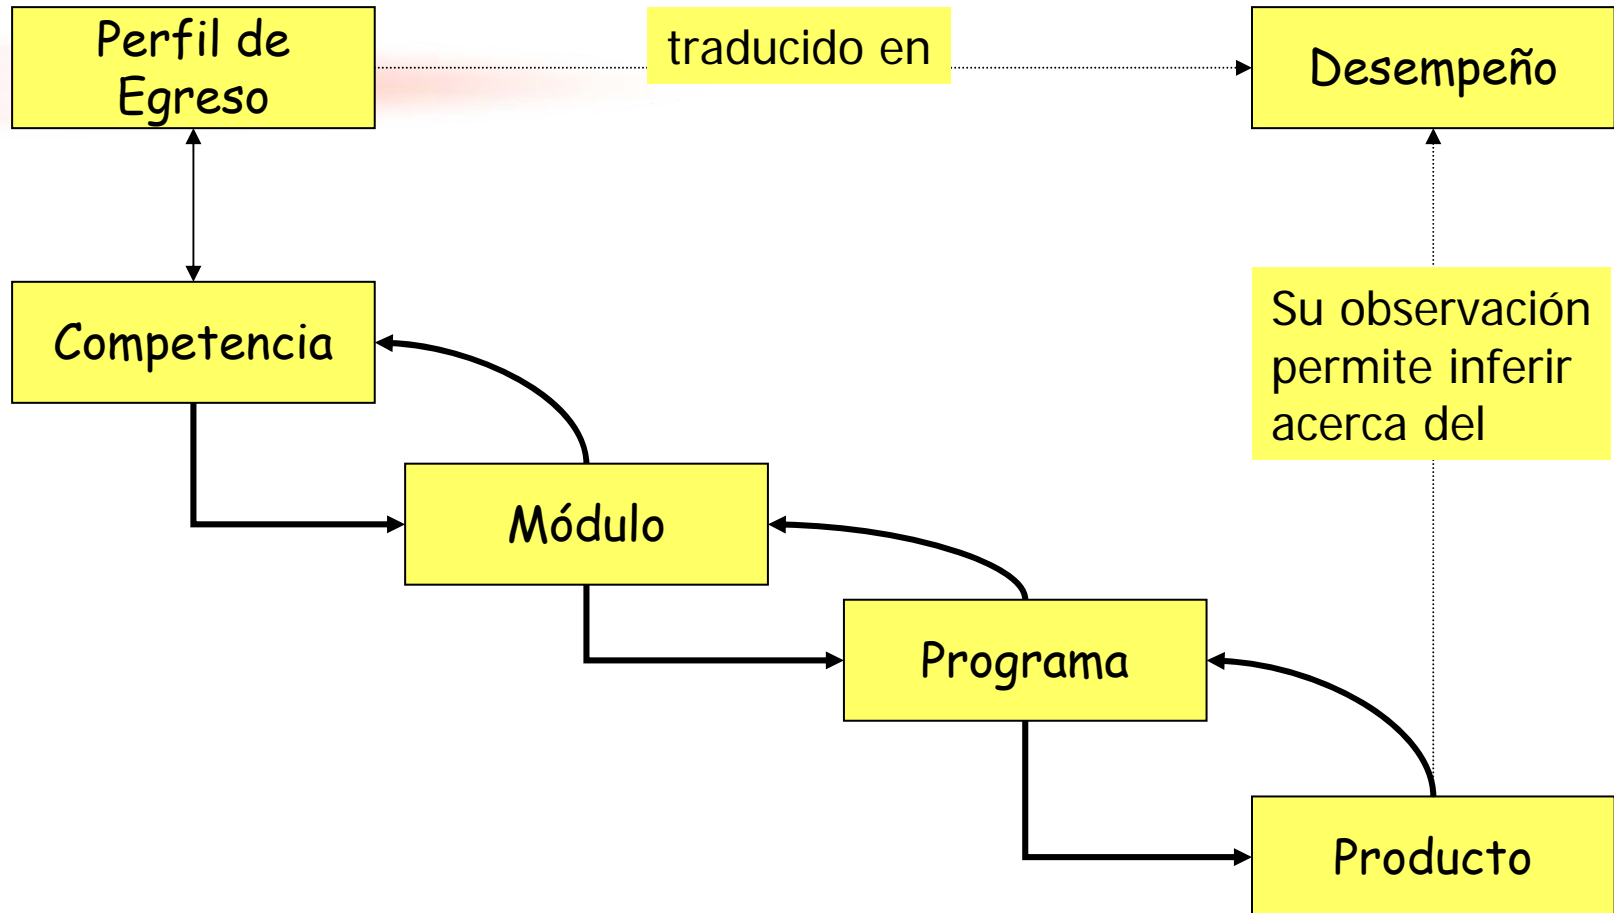 Perfil de
Egreso
traducido en
Desempeño
Competencia
Su observación
permite inferir
acerca del
Módulo
Programa
Producto